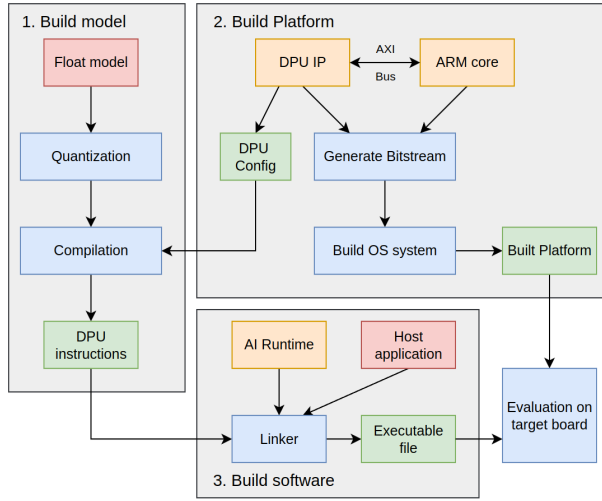 1. Build model
Float model
Quantization
Compilation
DPU
instructions
2. Build Platform
DPU IP
AXI
Bus
ARM core
DPU
Config
Generate Bitstream
Build OS system
Built Platform
AI Runtime
Host
application
Linker
Executable
file
3. Build software
Evaluation on
target board